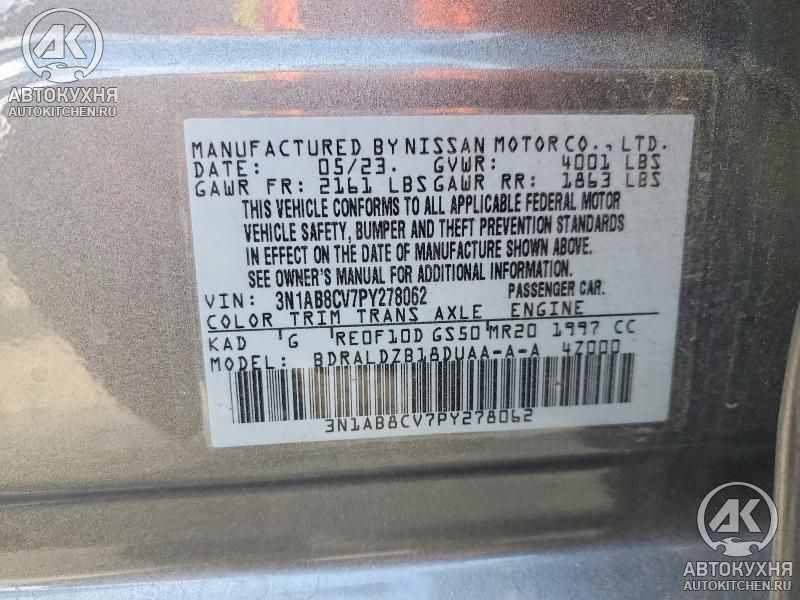 AK
АВТОКУХНЯ
AUTOKITCHEN.RU
MANUFACTURED BY NISSAN MOTOR CO., LTD.
DATE: 05/23. GVWR: 4001 LBS
GAWR FR: 2161 LBS GAWR RR: 1863 LBS
THIS VEHICLE CONFORMS TO ALL APPLICABLE FEDERAL MOTOR
VEHICLE SAFETY, BUMPER AND THEFT PREVENTION STANDARDS
IN EFFECT ON THE DATE OF MANUFACTURE SHOWN ABOVE.
SEE OWNER'S MANUAL FOR ADDITIONAL INFORMATION.
VIN: 3N1AB8CV7PY278062 PASSENGER CAR.
COLOR TRIM TRANS AXLE ENGINE
KAD G RE0F10D GS50 MR20 1997 CC
MODEL: BDRALDZB18DUAA-A-A 4Z000
3N1AB8CV7PY278062
AK
АВТОКУХНЯ
AUTOKITCHEN.RU